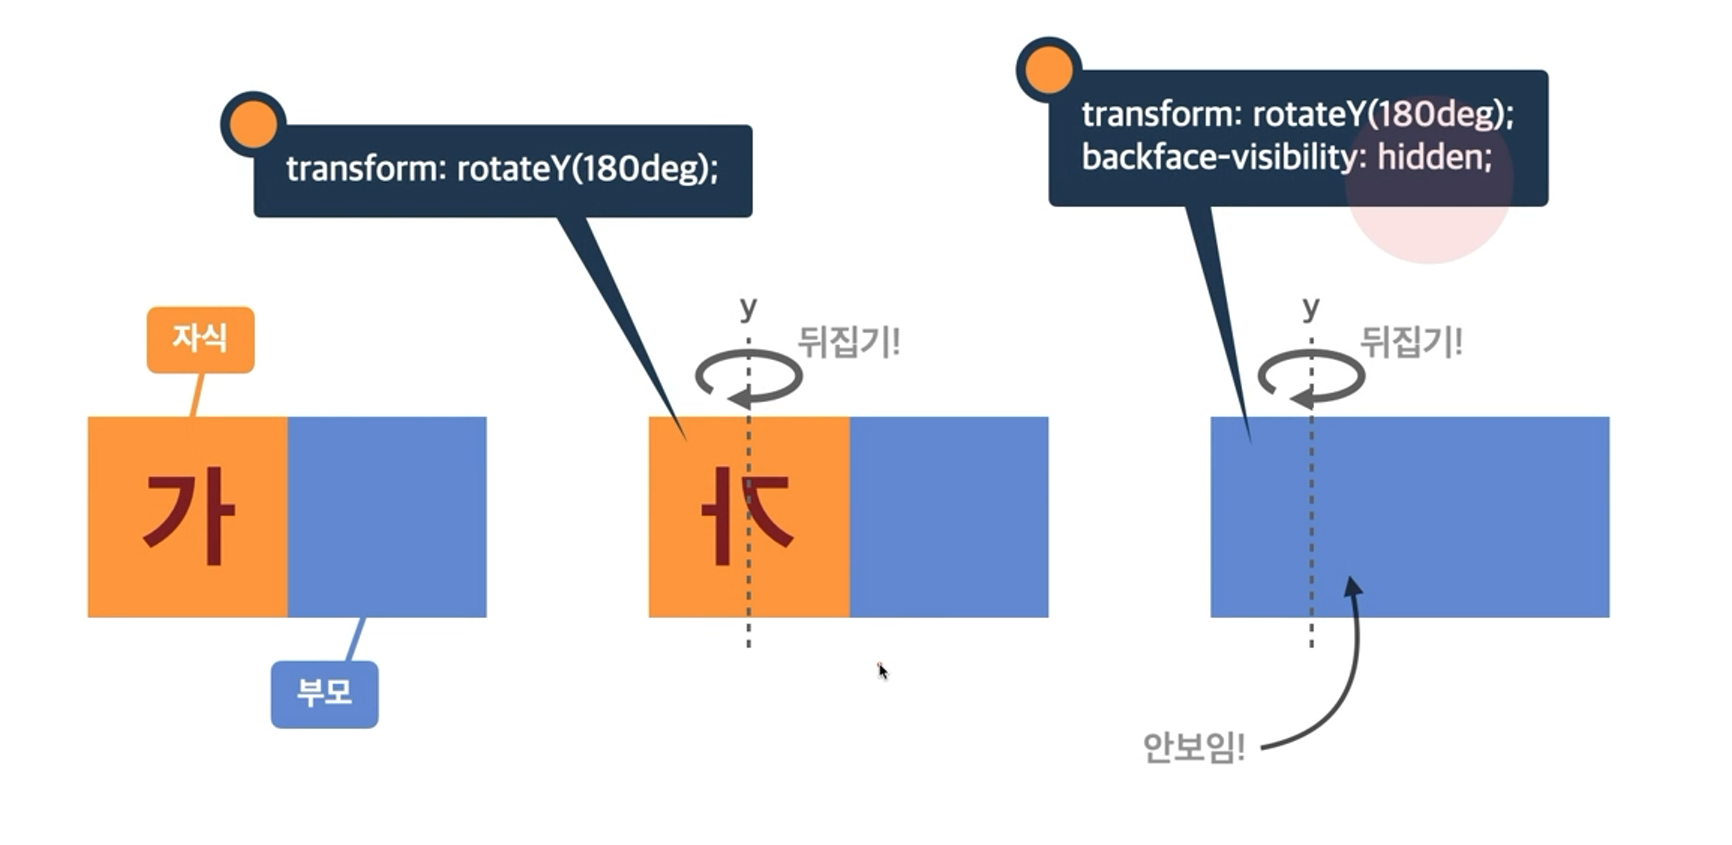 transform: rotateY(180deg);
transform: rotateY(180deg);
backface-visibility: hidden;
자식
가
부모
y
뒤집기!
가
y
뒤집기!
안보임!